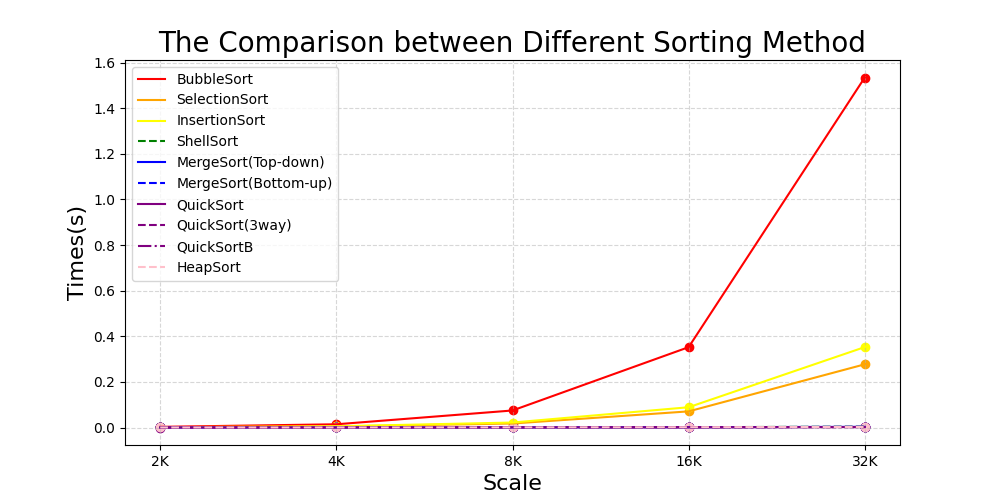 The Comparison between Different Sorting Method
1.6
1.4
1.2
1.0
0.8
0.6
0.4
0.2
0.0
Times(s)
BubbleSort
SelectionSort
InsertionSort
ShellSort
MergeSort(Top-down)
MergeSort(Bottom-up)
QuickSort
QuickSort(3way)
QuickSortB
HeapSort
2K 4K 8K 16K 32K
Scale